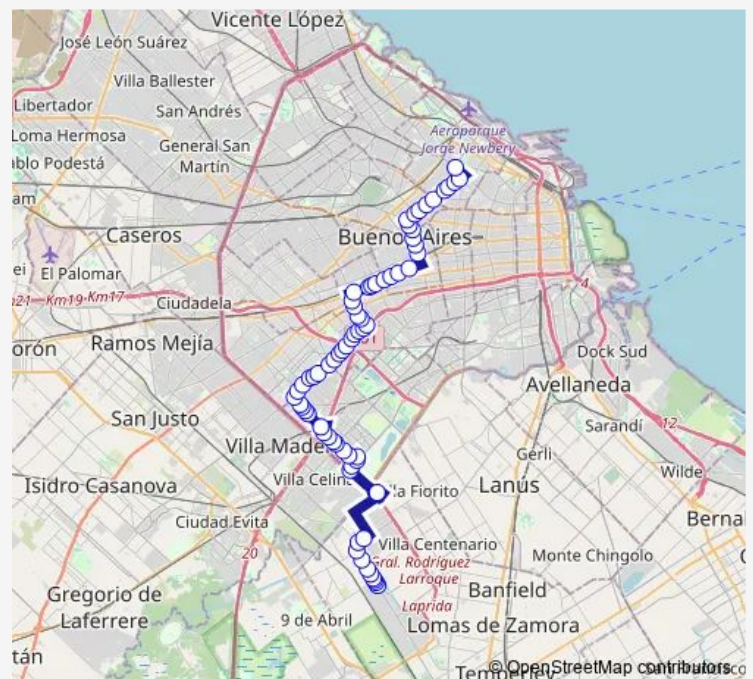 Vicente López
José León Suárez
Villa Ballester
Libertador
San Andrés
Loma Hermosa
Aeroparque
Jorge Newbery
General San
Martín
Podestá
Caseros
Buenos Aires
El Palomar
Km19
Km17
Ciudadela
4
Ramos Mejía
Dock Sud
Avellaneda
San Justo
Sarandí
12
Villa
Gerli
Villa
Wilde
Isidro Casanova
Fiorito
Lanús
Ciudad Evita
20
Villa Centenario
Monte Chingolo
Gral. Rodríguez
Larroque
Gregorio de
Laferrere
Banfield
Laprida
9 de Abril
Lomas de Zamora
© OpenStreetMap contributors